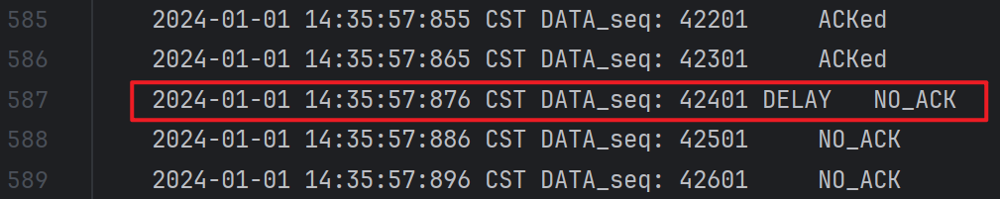 585 2024-01-01 14:35:57:855 CST DATA_seq: 42201 ACKed
586 2024-01-01 14:35:57:865 CST DATA_seq: 42301 ACKed
587 2024-01-01 14:35:57:876 CST DATA_seq: 42401 DELAY NO_ACK
588 2024-01-01 14:35:57:886 CST DATA_seq: 42501 NO_ACK
589 2024-01-01 14:35:57:896 CST DATA_seq: 42601 NO_ACK